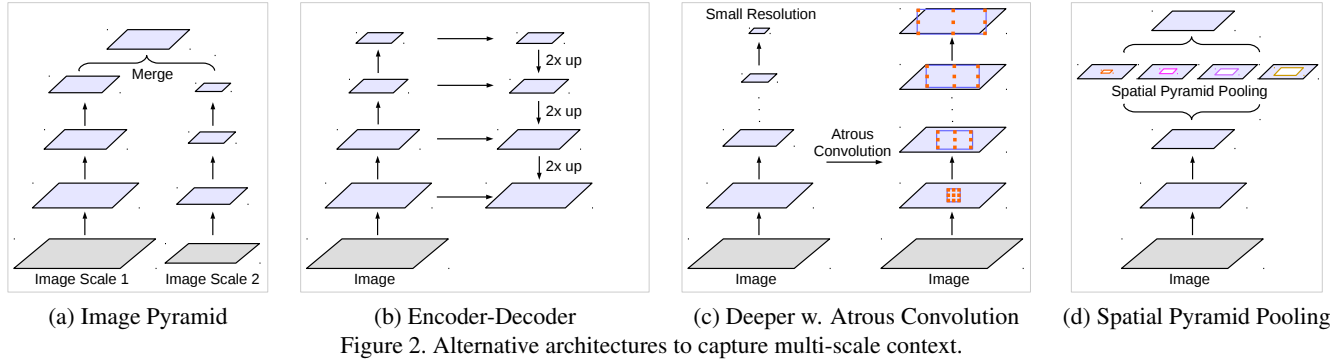 Merge
Image Scale 1
Image Scale 2
(a) Image Pyramid
2x up
2x up
2x up
Image
(b) Encoder-Decoder
Small Resolution
Atrous
Convolution
Image
Image
(c) Deeper w. Atrous Convolution
Spatial Pyramid Pooling
Image
(d) Spatial Pyramid Pooling
Figure 2. Alternative architectures to capture multi-scale context.